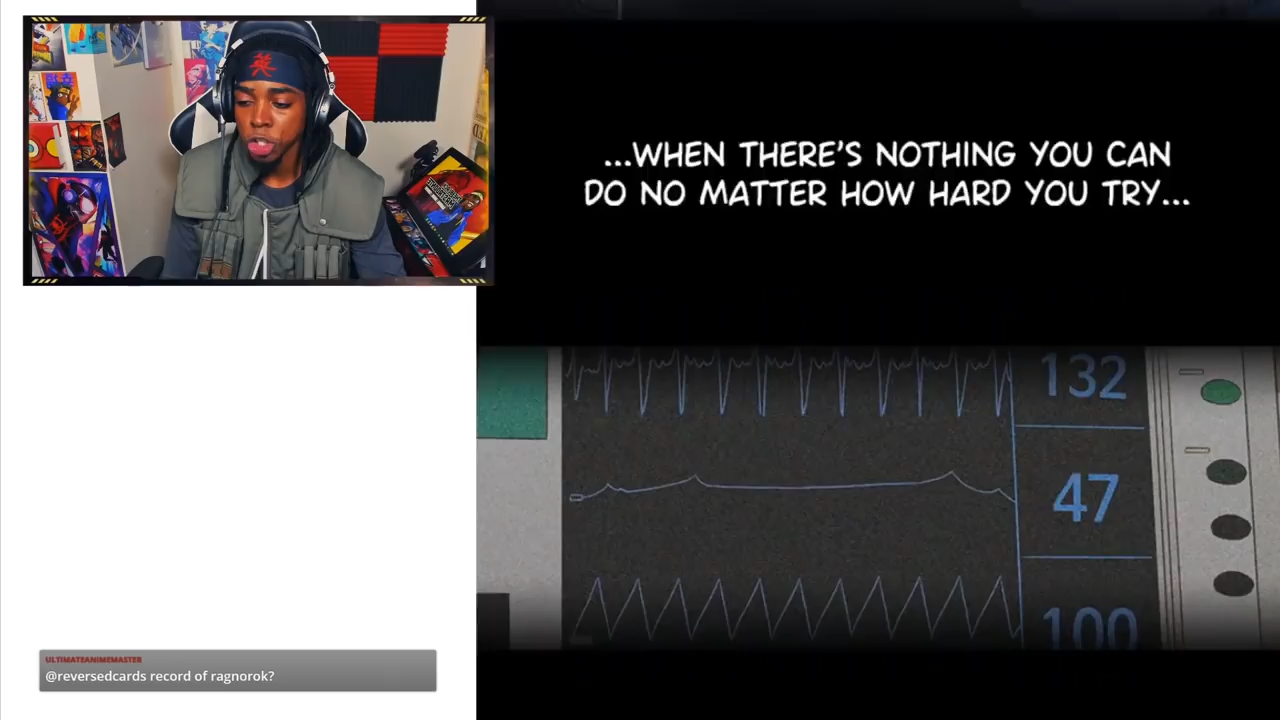 英
...WHEN THERE'S NOTHING YOU CAN
DO NO MATTER HOW HARD YOU TRY...
132
47
100
ULTIMATEANIMEMASTER
@reversedcards record of ragnorok?